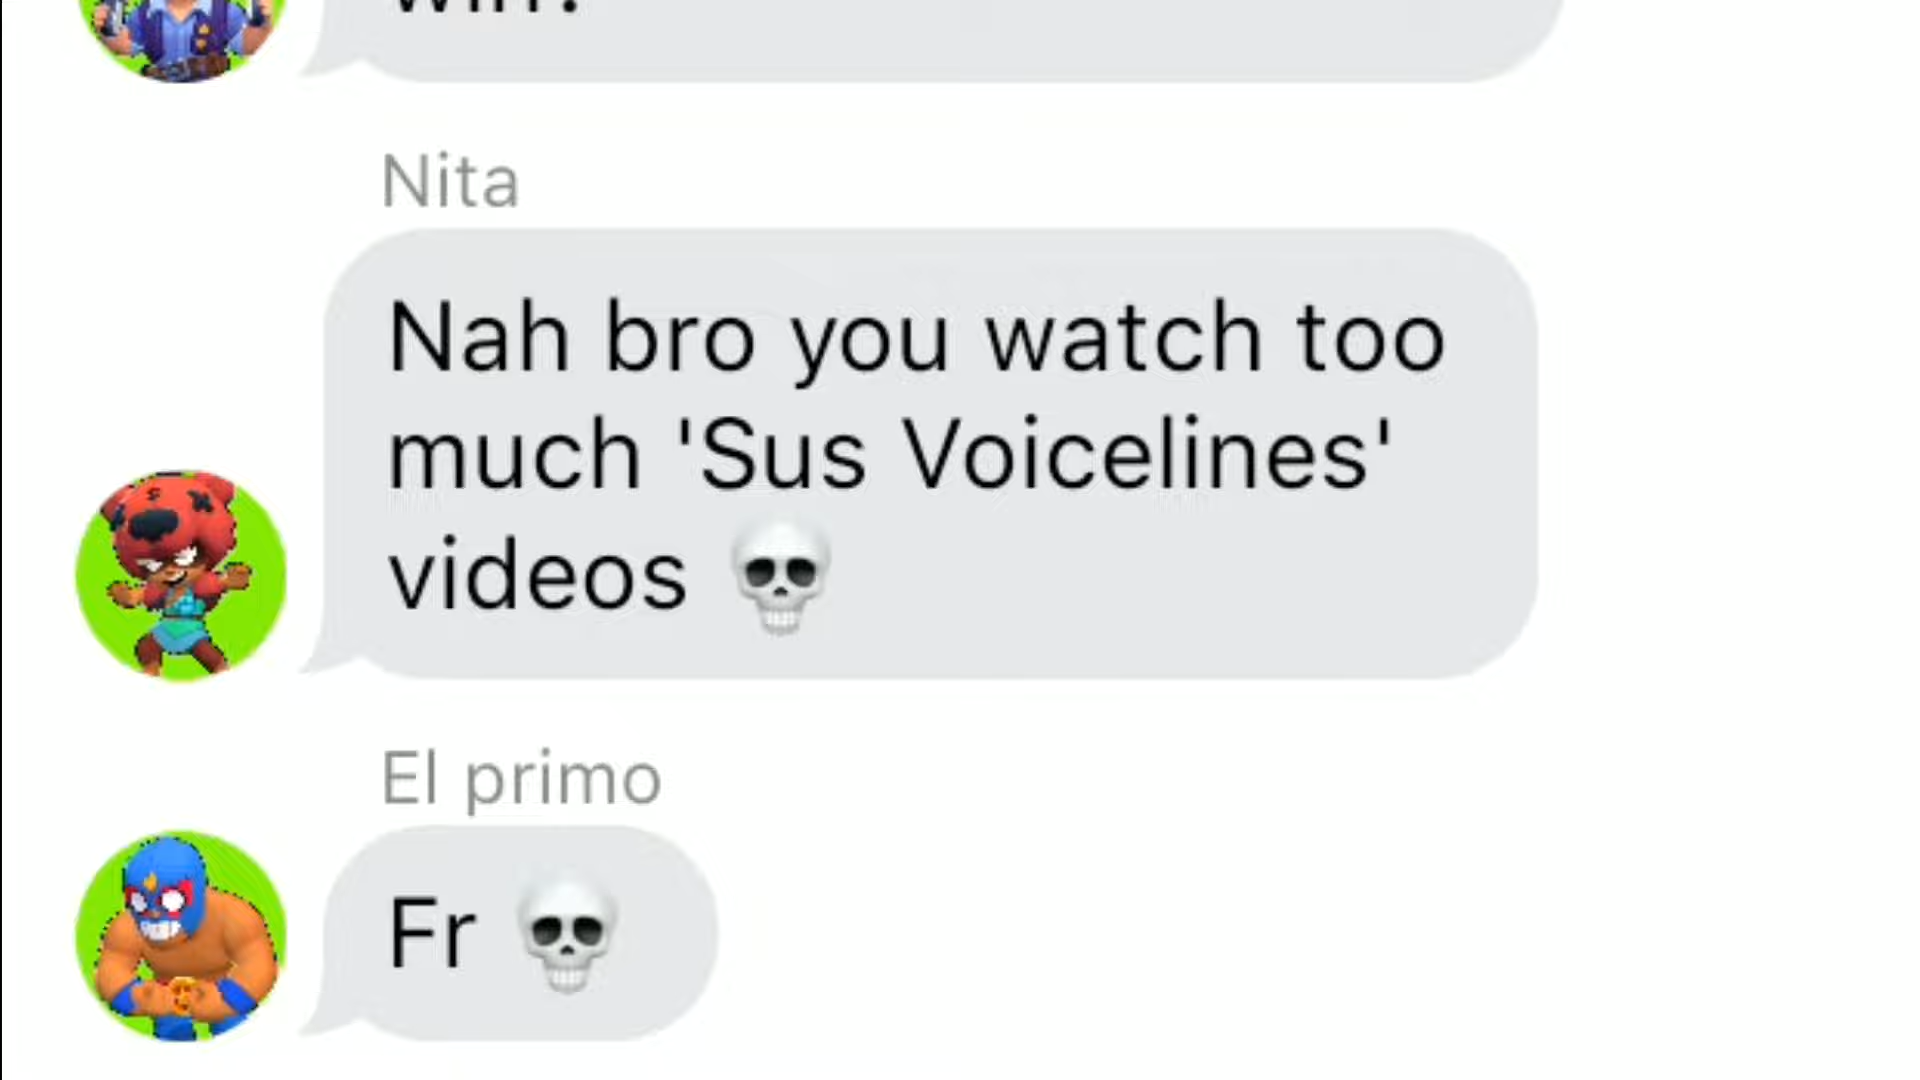 Nita
Nah bro you watch too
much 'Sus Voicelines'
videos 💀
El primo
Fr 💀